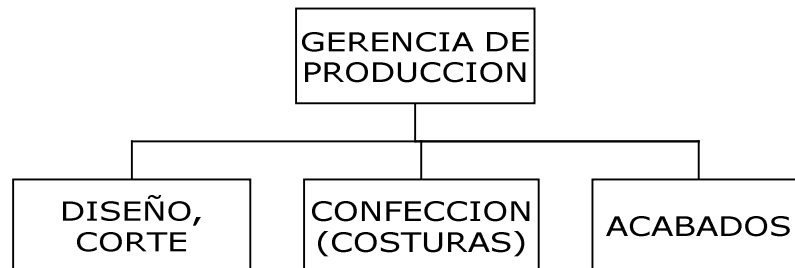 GERENCIA DE
PRODUCCION
DISEÑO,
CORTE
CONFECCION
(COSTURAS)
ACABADOS